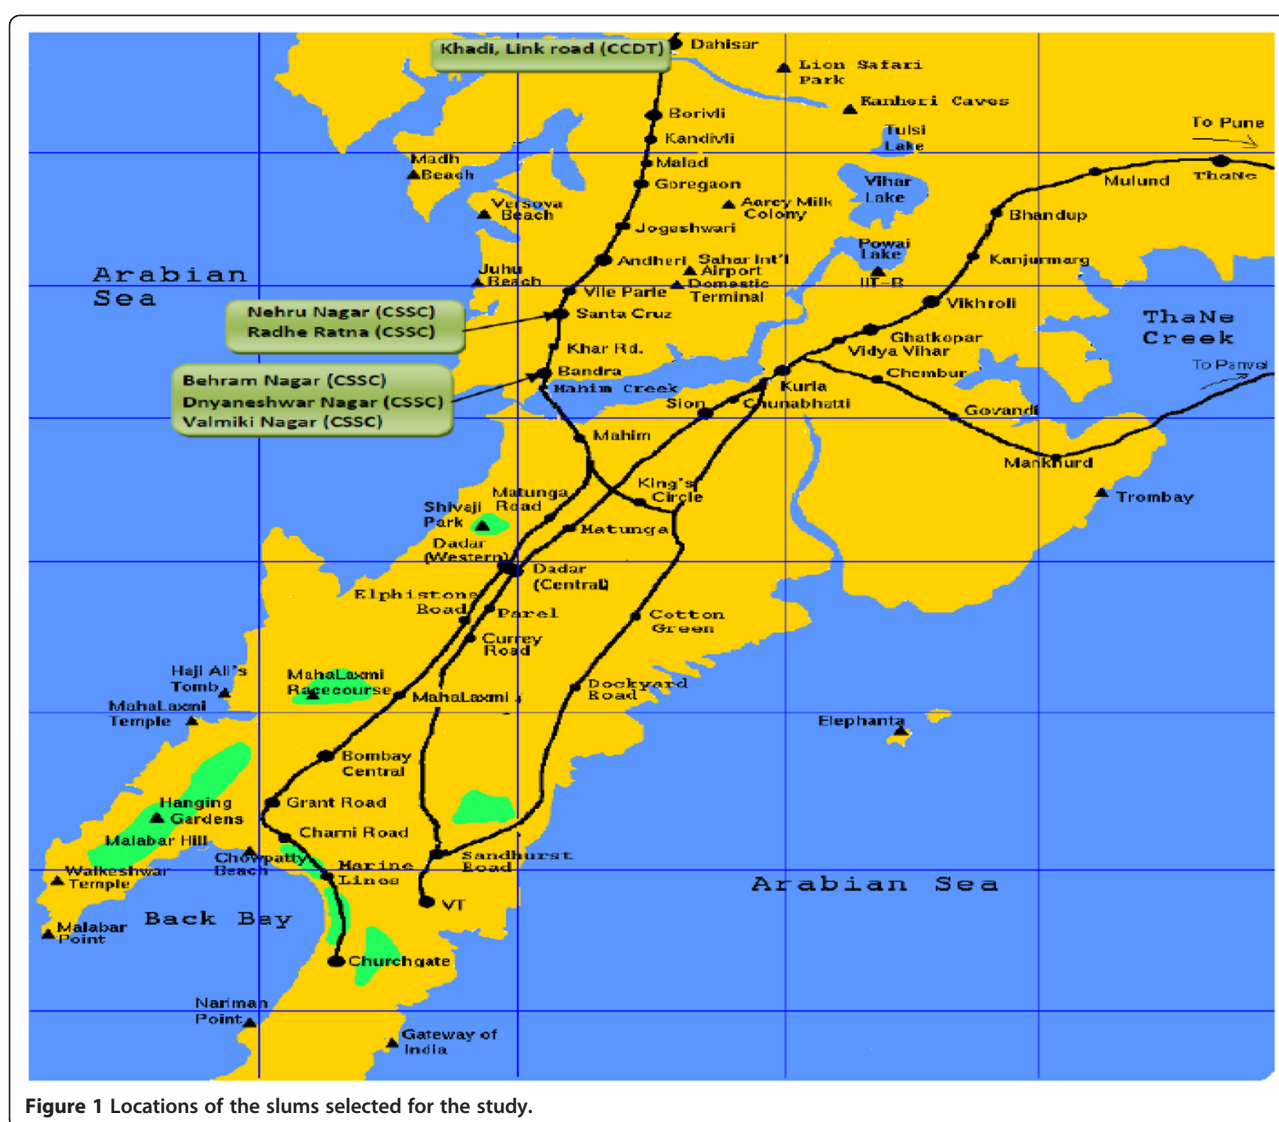 Khadi, Link road (CCDT)
Dahisar
Lion Safari
Park
Kanheri Caves
Borivli
Tulsi
Lake
To Pune
Kandivli
Madh
Beach
Malad
Goregaon
Vihar
Lake
Mulund
ThaNe
Versova
Beach
Aarey Milk
Colony
Bhandup
Jogeshwari
Powai
Lake
Arabian
Sea
Juhu
Beach
Andheri
Sahar Int'l
Airport
Domestic
Terminal
IIT-B
Kanjurmarg
Vile Parle
Vikhroli
Nehru Nagar (CSSC)
Radhe Ratna (CSSC)
Santa Cruz
ThaNe
Creek
Ghatkopar
Vidya Vihar
Khar Rd.
To Panvel
Behram Nagar (CSSC)
Dnyaneshwar Nagar (CSSC)
Valmiki Nagar (CSSC)
Bandra
Mahim Creek
Kurla
Chembur
Sion
Chunabhatti
Govandi
Mahim
Mankhurd
King's
Circle
Trombay
Matunga
Road
Shivaji
Park
Matunga
Dadar
(Western)
Dadar
(Central)
Elphistone
Road
Parel
Cotton
Green
Currey
Road
Haji Ali's
Tomb
MahaLaxmi
Racecourse
MahaLaxmi
Dockyard
Road
MahaLaxmi
Temple
Elephanta
Bombay
Central
Hanging
Gardens
Grant Road
Malabar Hill
Charni Road
Chowpatty
Beach
Marine
Lines
Sandhurst
Road
Walkeshwar
Temple
Arabian Sea
VT
Back Bay
Malabar
Point
Churchgate
Nariman
Point
Gateway of
India
Figure 1 Locations of the slums selected for the study.